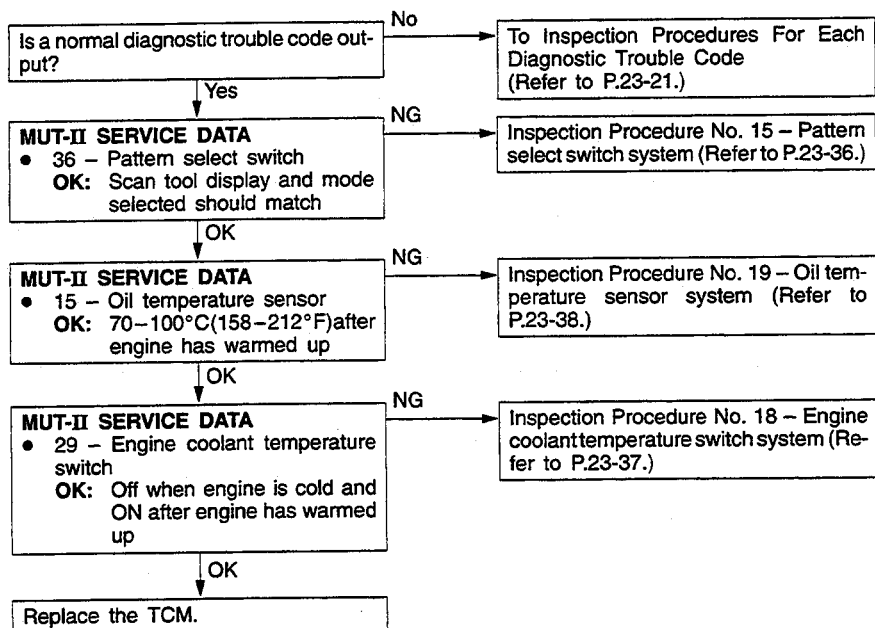 Is a normal diagnostic trouble code out-
put?
No
To Inspection Procedures For Each
Diagnostic Trouble Code
(Refer to P.23-21.)
Yes
MUT-II SERVICE DATA
● 36 – Pattern select switch
OK: Scan tool display and mode
selected should match
NG
Inspection Procedure No. 15 – Pattern
select switch system (Refer to P.23-36.)
OK
MUT-II SERVICE DATA
● 15 – Oil temperature sensor
OK: 70–100°C(158–212°F)after
engine has warmed up
NG
Inspection Procedure No. 19 – Oil tem-
perature sensor system (Refer to
P.23-38.)
OK
MUT-II SERVICE DATA
● 29 – Engine coolant temperature
switch
OK: Off when engine is cold and
ON after engine has warmed
up
NG
Inspection Procedure No. 18 – Engine
coolant temperature switch system (Re-
fer to P.23-37.)
OK
Replace the TCM.